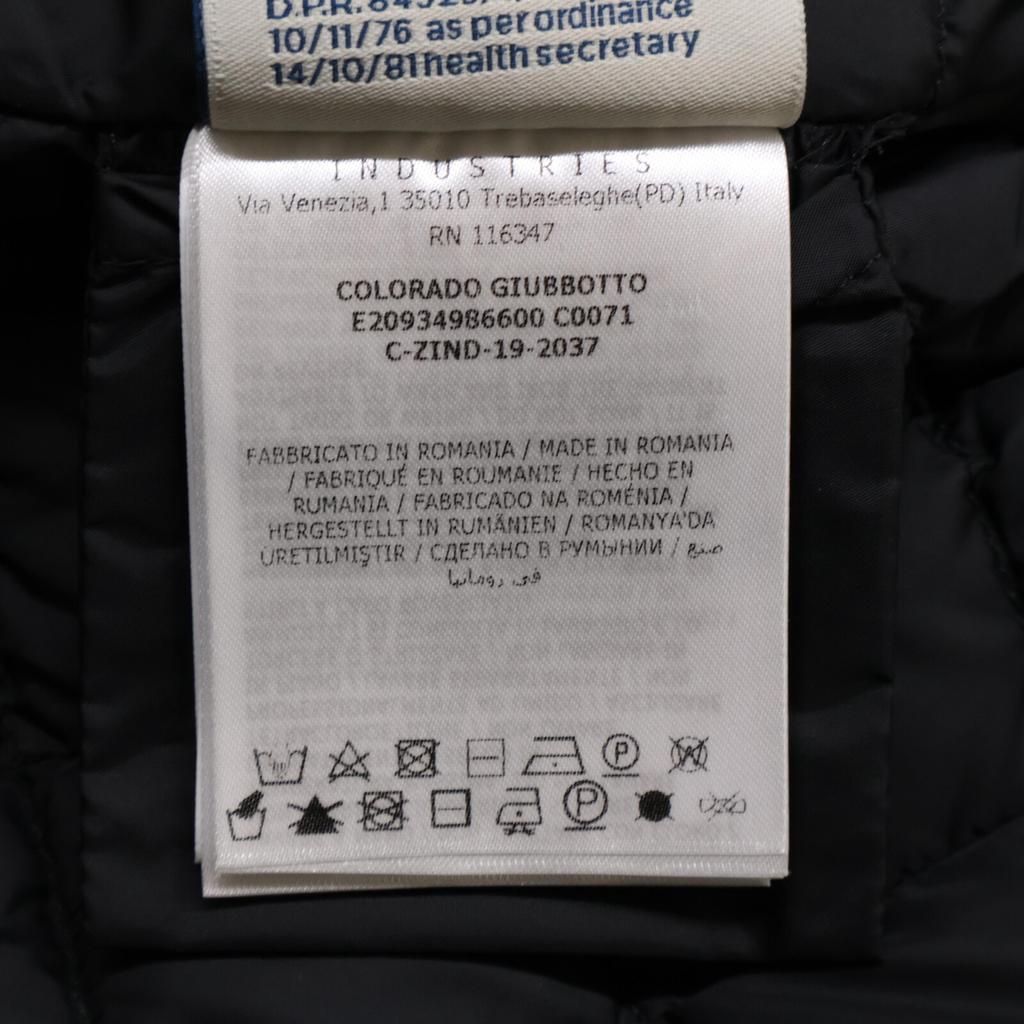 D.P.R.
10/11/76 as per ordinance
14/10/81 health secretary
INDUSTRIES
Via Venezia,1 35010 Trebaseleghe(PD) Italy
RN 116347
COLORADO GIUBBOTTO
E20934986600 C0071
C-ZIND-19-2037
FABBRICATO IN ROMANIA / MADE IN ROMANIA
/ FABRIQUÉ EN ROUMANIE / HECHO EN
RUMANIA / FABRICADO NA ROMÉNIA /
HERGESTELLT IN RUMÄNIEN / ROMANYA'DA
URETILMIŞTIR / СДЕЛАНО В РУМЫНИИ / صنع
في رومانيا
P W
P